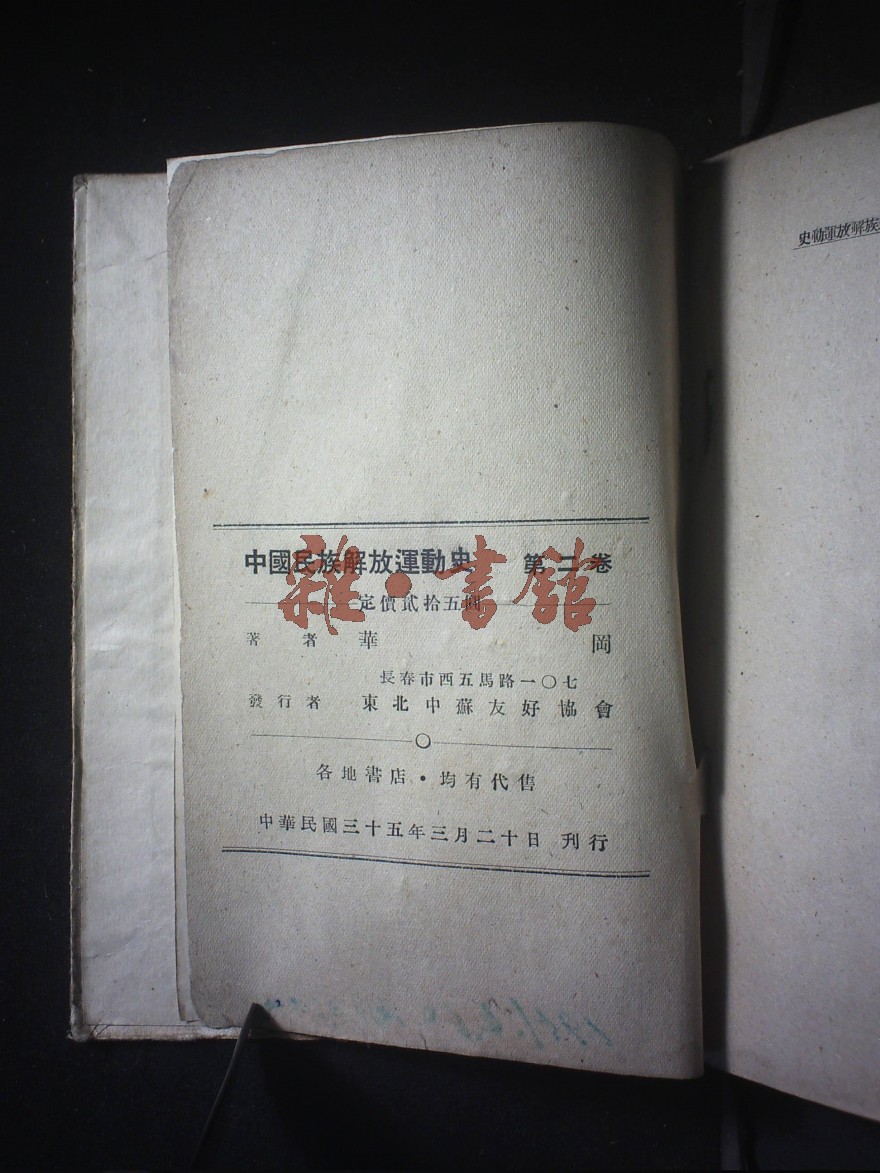 中國民族解放運動史 第二卷
定價貳拾五圓
著者 華岡
長春市西五馬路一〇七
發行者 東北中蘇友好協會
各地書店・均有代售
中華民國三十五年三月二十日 刊行
雜・書館
族解放運動史